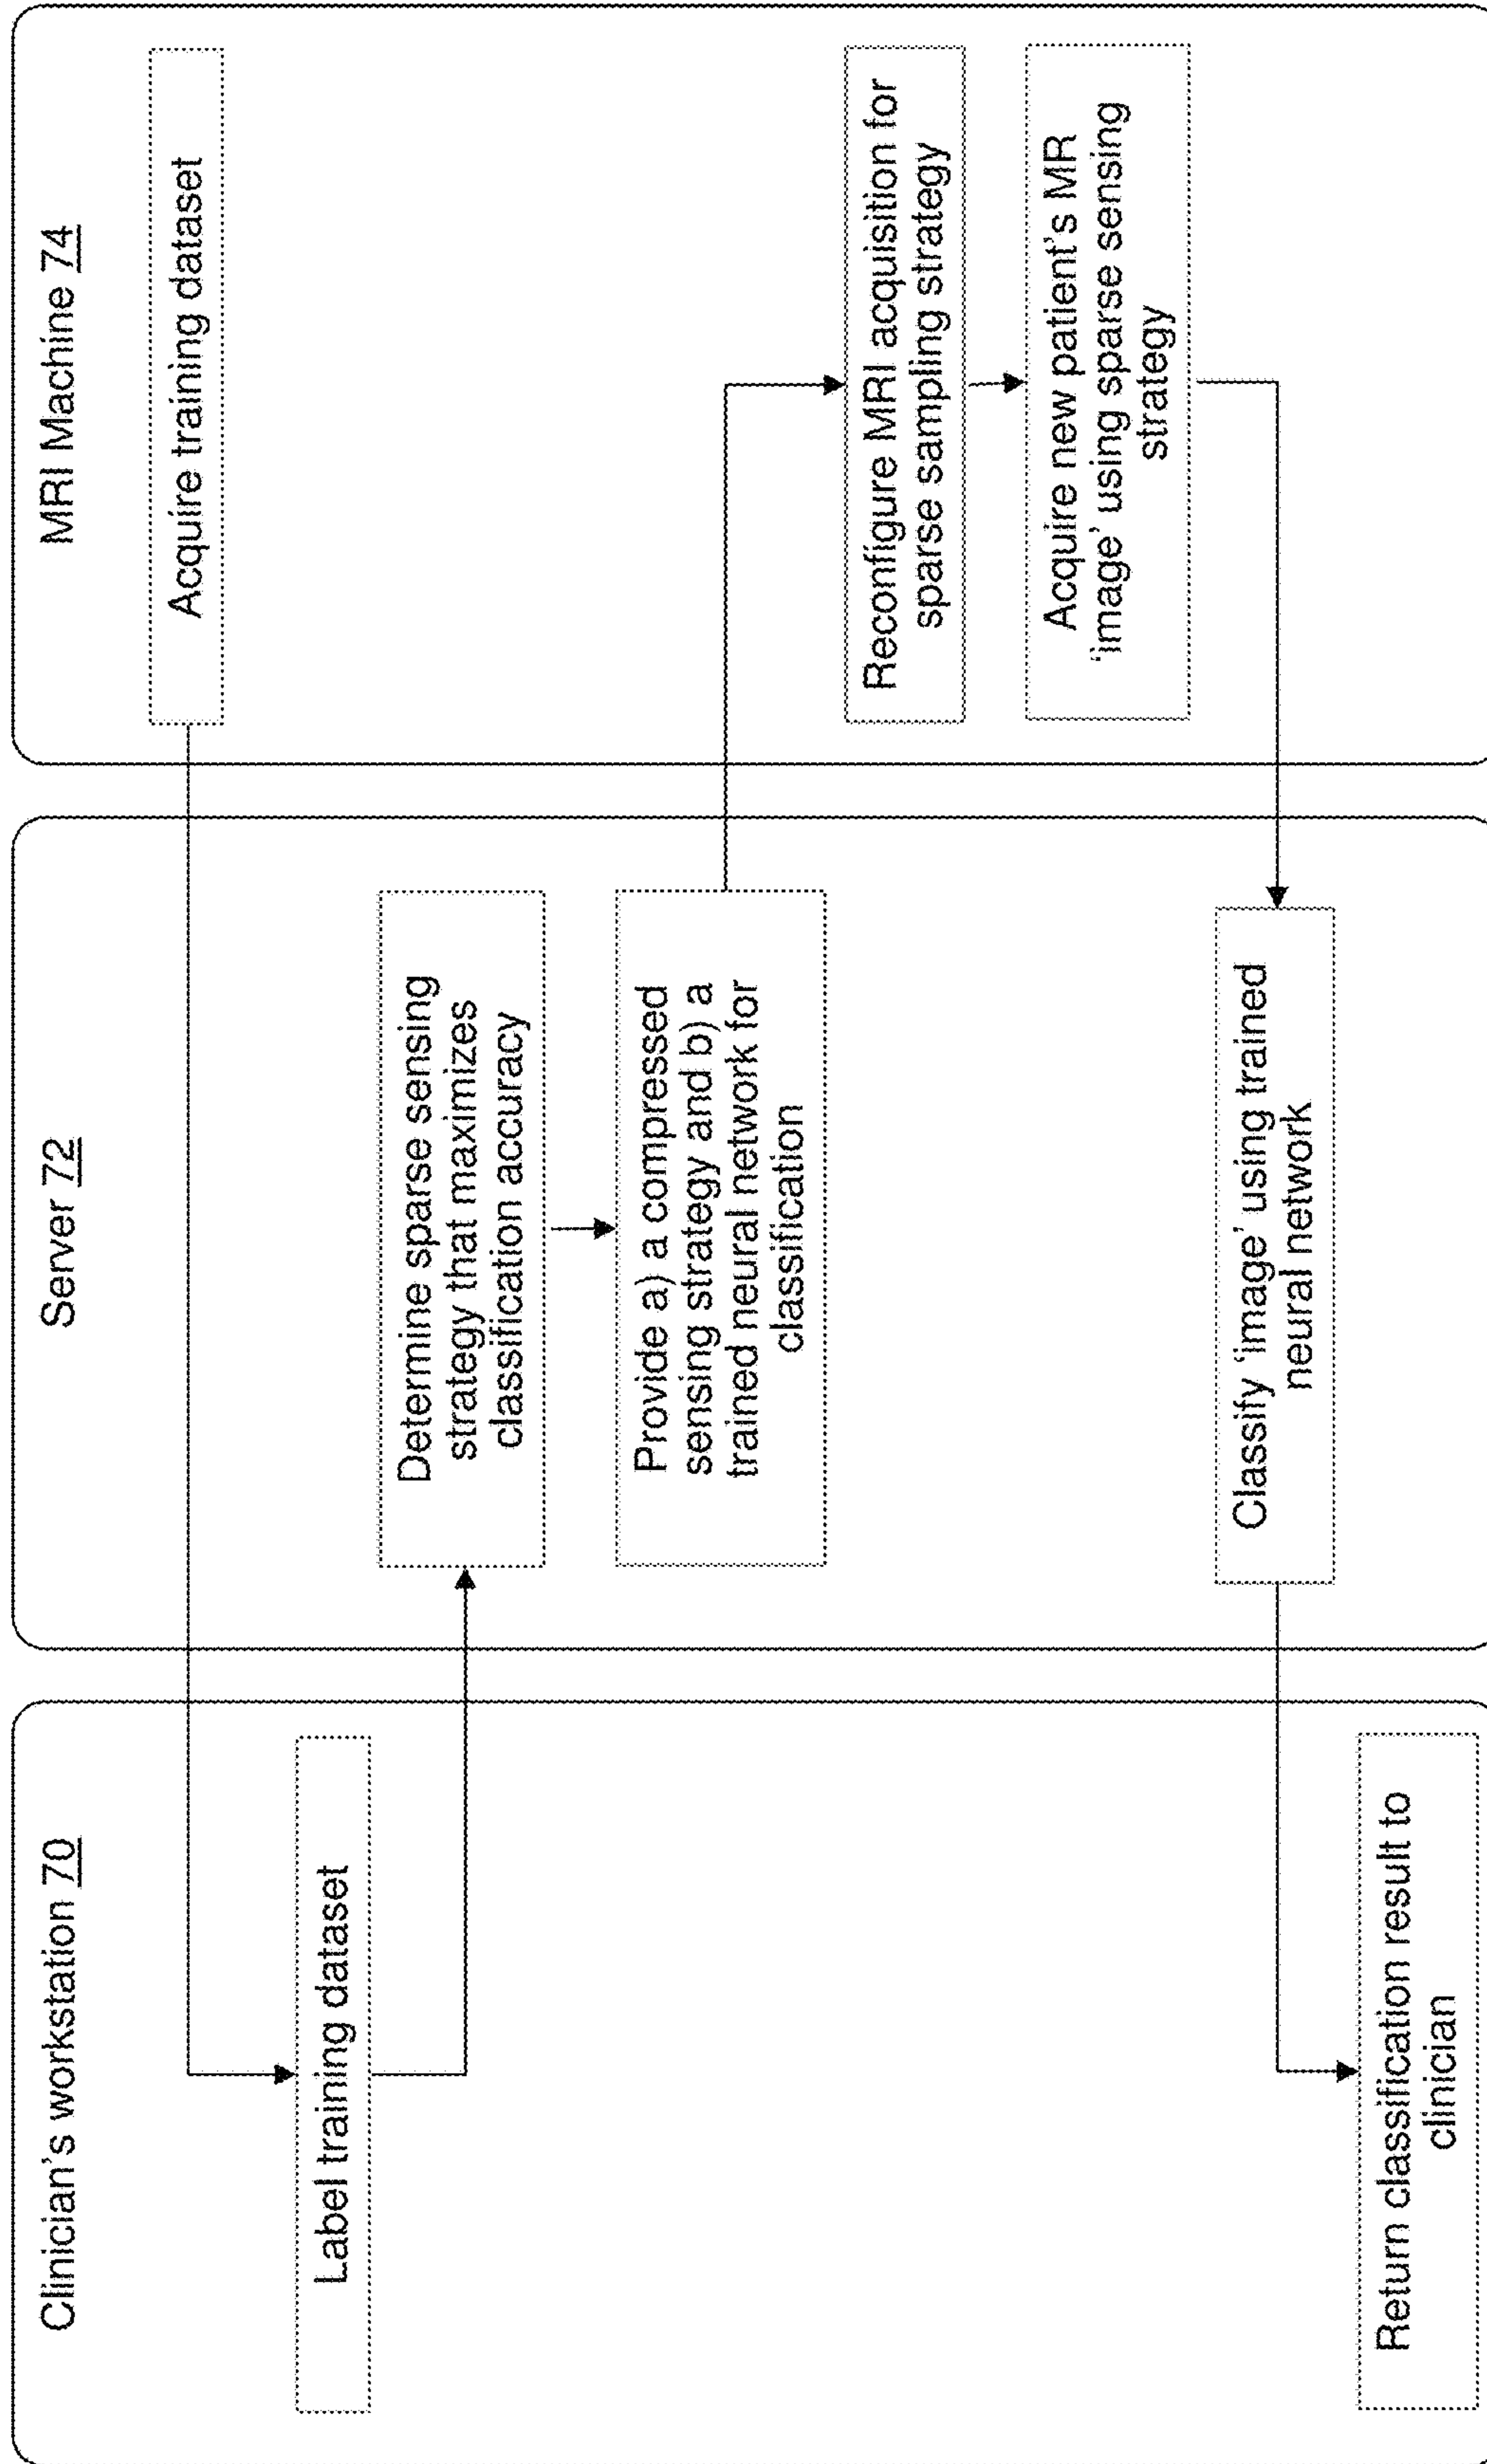 Clinician's workstation 70
Server 72
MRI Machine 74
Acquire training dataset
Label training dataset
Determine sparse sensing
strategy that maximizes
classification accuracy
Provide a) a compressed
sensing strategy and b) a
trained neural network for
classification
Reconfigure MRI acquisition for
sparse sampling strategy
Acquire new patient's MR
'image' using sparse sensing
strategy
Classify 'image' using trained
neural network
Return classification result to
clinician